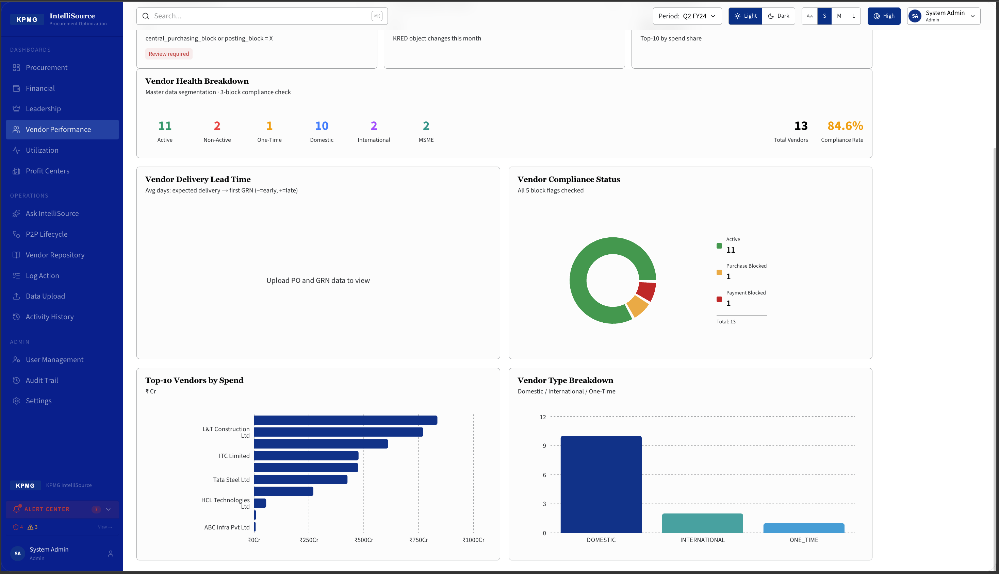 KPMG
IntelliSource
Procurement Optimization
DASHBOARDS
Procurement
Financial
Leadership
Vendor Performance
Utilization
Profit Centers
OPERATIONS
Ask IntelliSource
P2P Lifecycle
Vendor Repository
Log Action
Data Upload
Activity History
ADMIN
User Management
Audit Trail
Settings
KPMG
KPMG IntelliSource
ALERT CENTER 7
4 3 View →
SA
System Admin
Admin
Search... ⌘K
Period: Q2 FY24
Light Dark
AA S M L
High
SA
System Admin
Admin
central_purchasing_block or posting_block = X
Review required
KRED object changes this month
Top-10 by spend share
Vendor Health Breakdown
Master data segmentation · 3-block compliance check
11 2 1 10 2 2 13 84.6%
Active Non-Active One-Time Domestic International MSME Total Vendors Compliance Rate
Vendor Delivery Lead Time
Avg days: expected delivery → first GRN (−=early, +=late)
Upload PO and GRN data to view
Vendor Compliance Status
All 5 block flags checked
Active
11
Purchase Blocked
1
Payment Blocked
1
Total: 13
Top-10 Vendors by Spend
₹ Cr
L&T Construction
Ltd
ITC Limited
Tata Steel Ltd
HCL Technologies
Ltd
ABC Infra Pvt Ltd
₹0Cr ₹250Cr ₹500Cr ₹750Cr ₹1000Cr
Vendor Type Breakdown
Domestic / International / One-Time
12
9
6
3
0
DOMESTIC INTERNATIONAL ONE_TIME